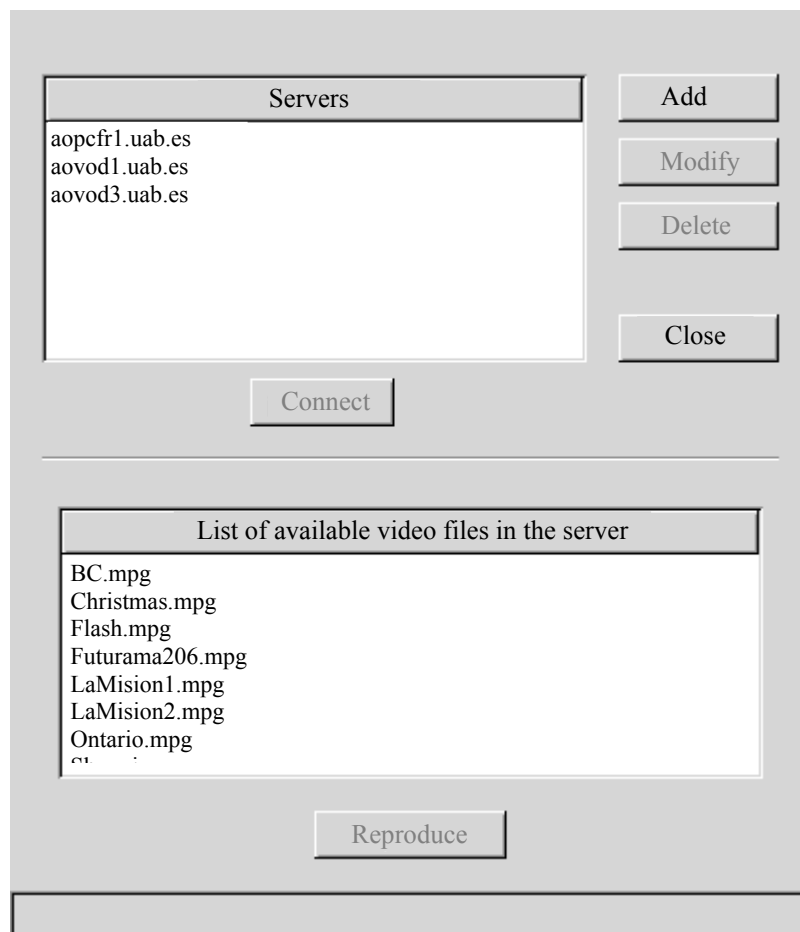 Servers
aopcfr1.uab.es
aovod1.uab.es
aovod3.uab.es
Add
Modify
Delete
Close
Connect
List of available video files in the server
BC.mpg
Christmas.mpg
Flash.mpg
Futurama206.mpg
LaMision1.mpg
LaMision2.mpg
Ontario.mpg
Reproduce